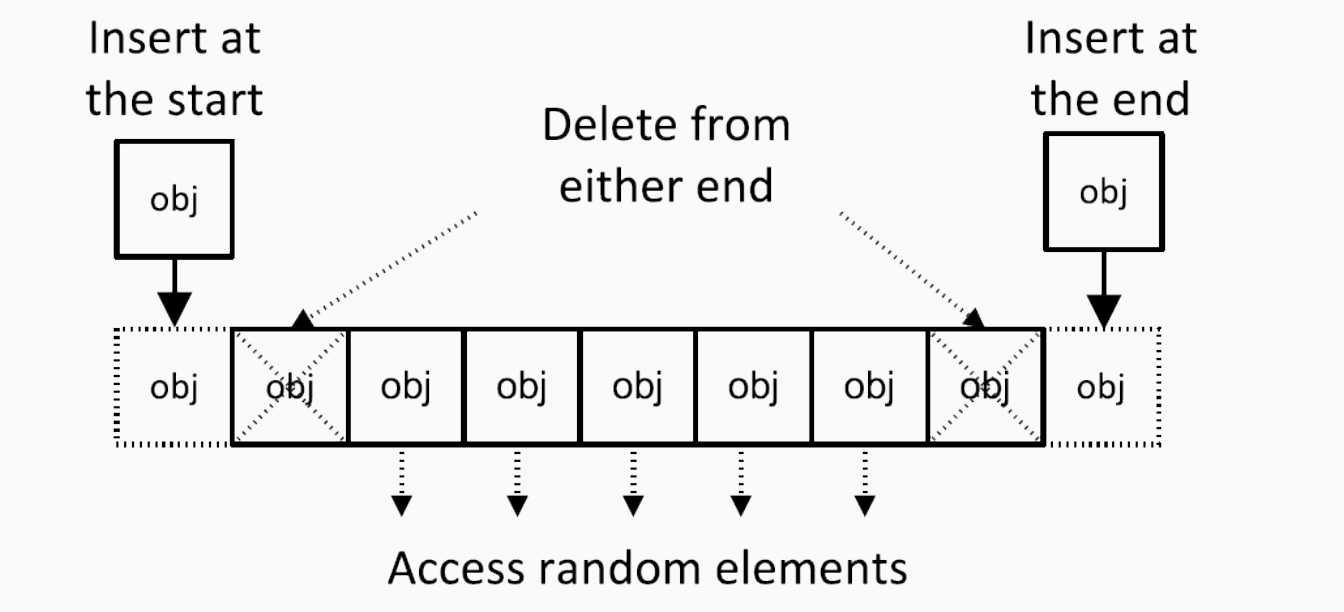 Insert at
the start
Insert at
the end
Delete from
either end
obj
obj
obj obj obj obj obj obj obj obj obj
Access random elements